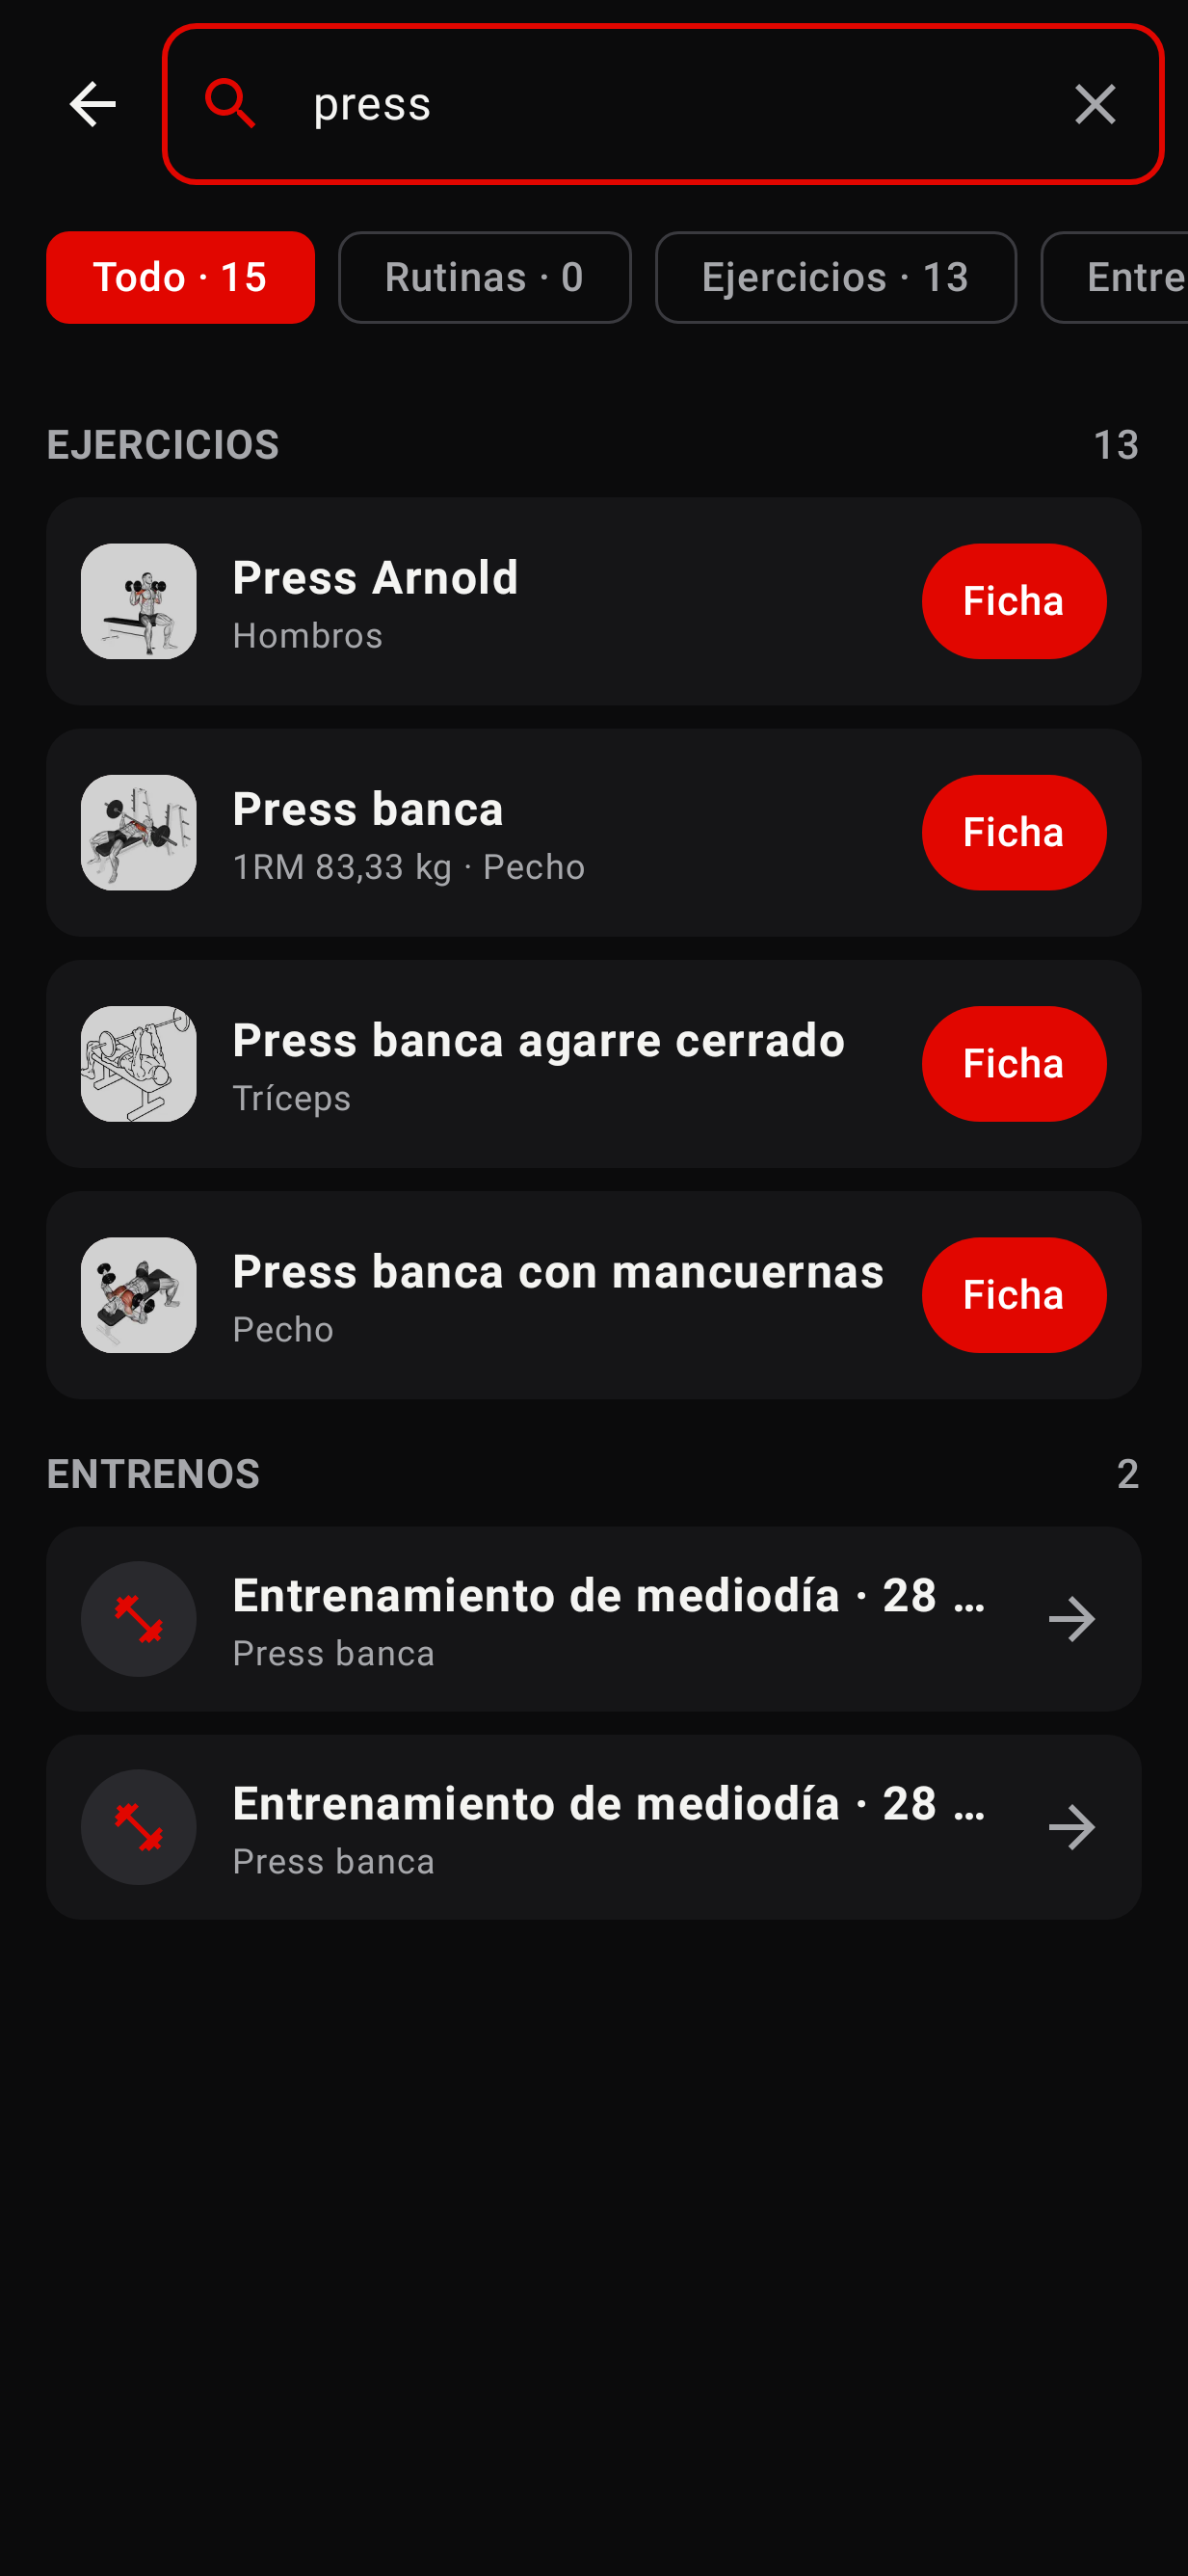 press
Todo · 15
Rutinas · 0
Ejercicios · 13
Entre
EJERCICIOS
13
Press Arnold
Hombros
Ficha
Press banca
1RM 83,33 kg · Pecho
Ficha
Press banca agarre cerrado
Tríceps
Ficha
Press banca con mancuernas
Pecho
Ficha
ENTRENOS
2
Entrenamiento de mediodía · 28 …
Press banca
Entrenamiento de mediodía · 28 …
Press banca